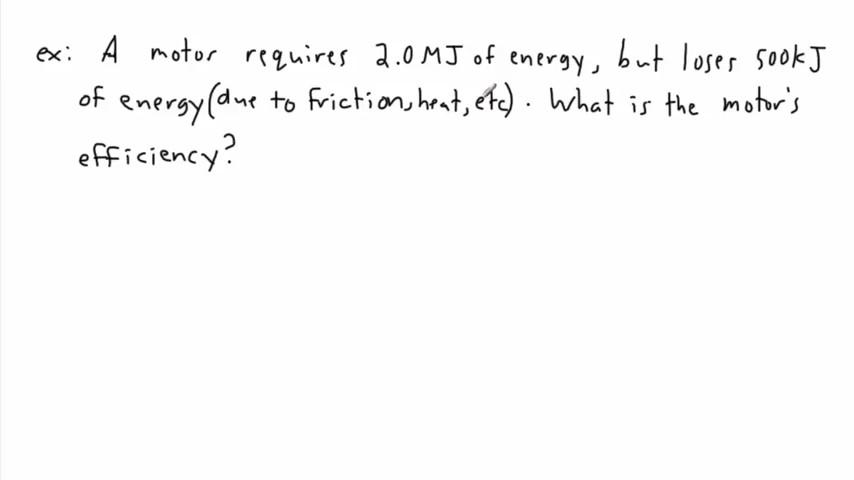 ex: A motor requires 2.0 MJ of energy, but loses 500kJ
of energy (due to friction, heat, etc). What is the motor's
efficiency?